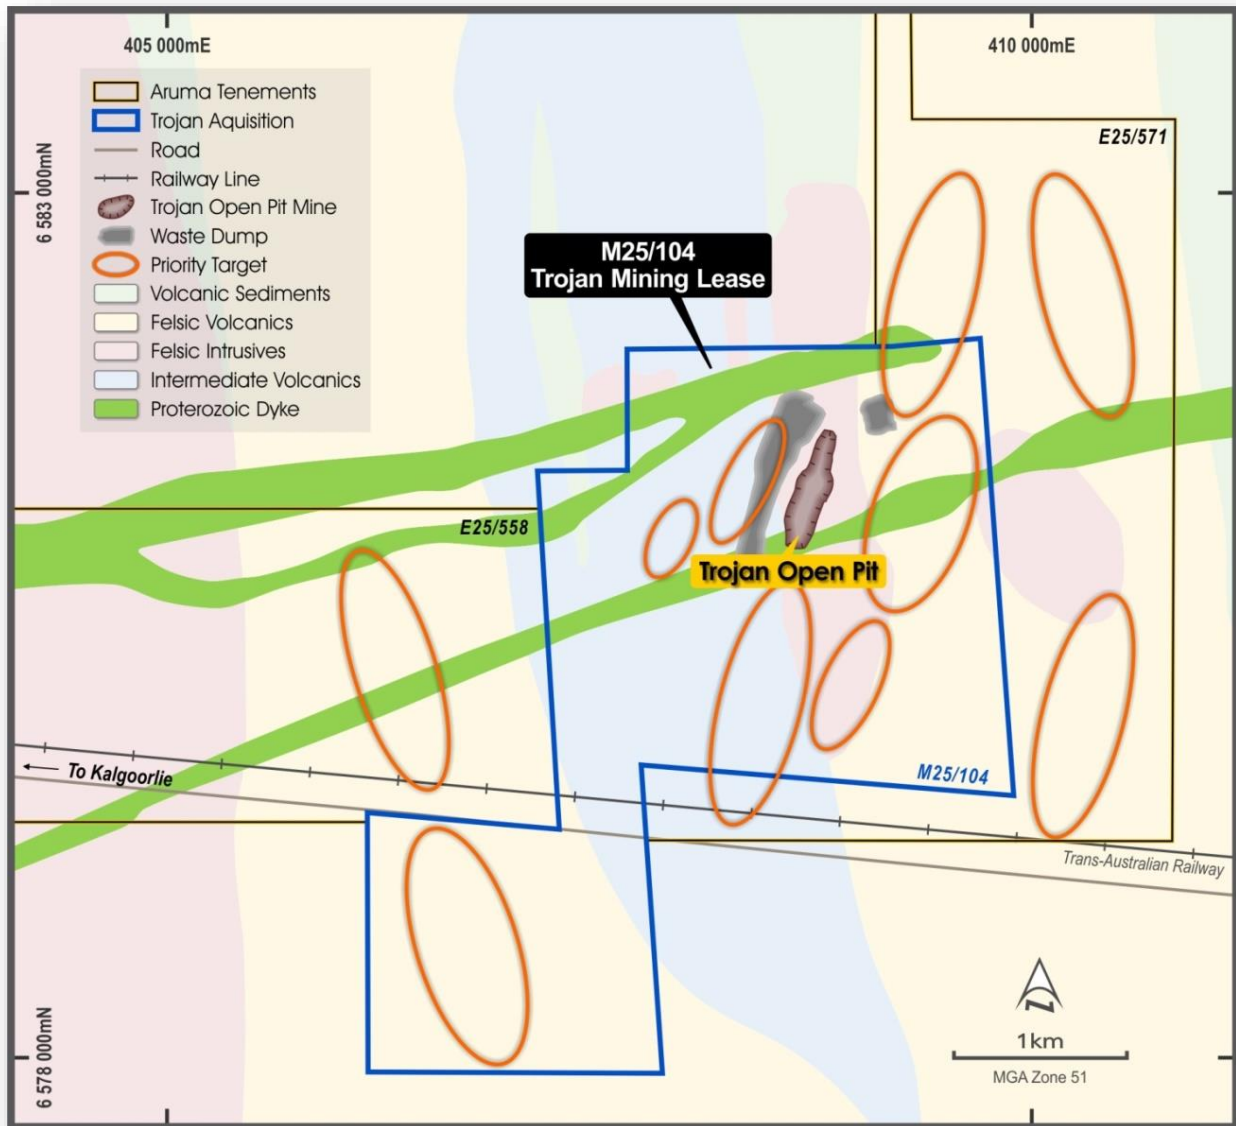 405 000mE
410 000mE
Aruma Tenements
Trojan Aquisition
Road
Railway Line
Trojan Open Pit Mine
Waste Dump
Priority Target
Volcanic Sediments
Felsic Volcanics
Felsic Intrusives
Intermediate Volcanics
Proterozoic Dyke
E25/571
6 583 000mN
M25/104
Trojan Mining Lease
E25/558
Trojan Open Pit
To Kalgoorlie
M25/104
Trans-Australian Railway
6 578 000mN
N
1km
MGA Zone 51